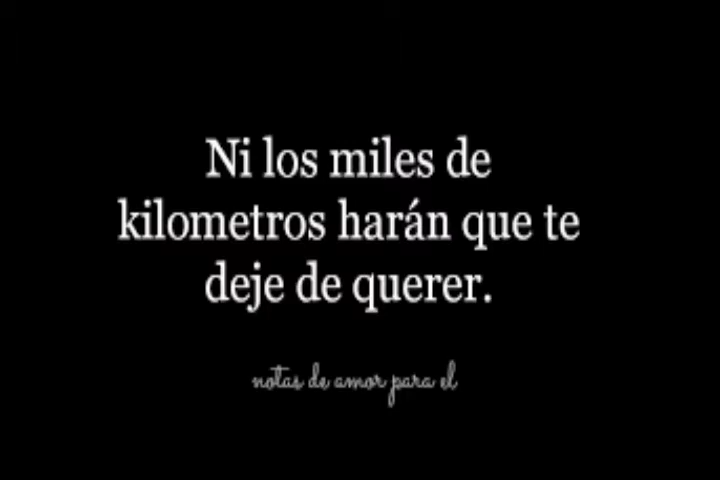 Ni los miles de
kilometros harán que te
deje de querer.
notas de amor para el